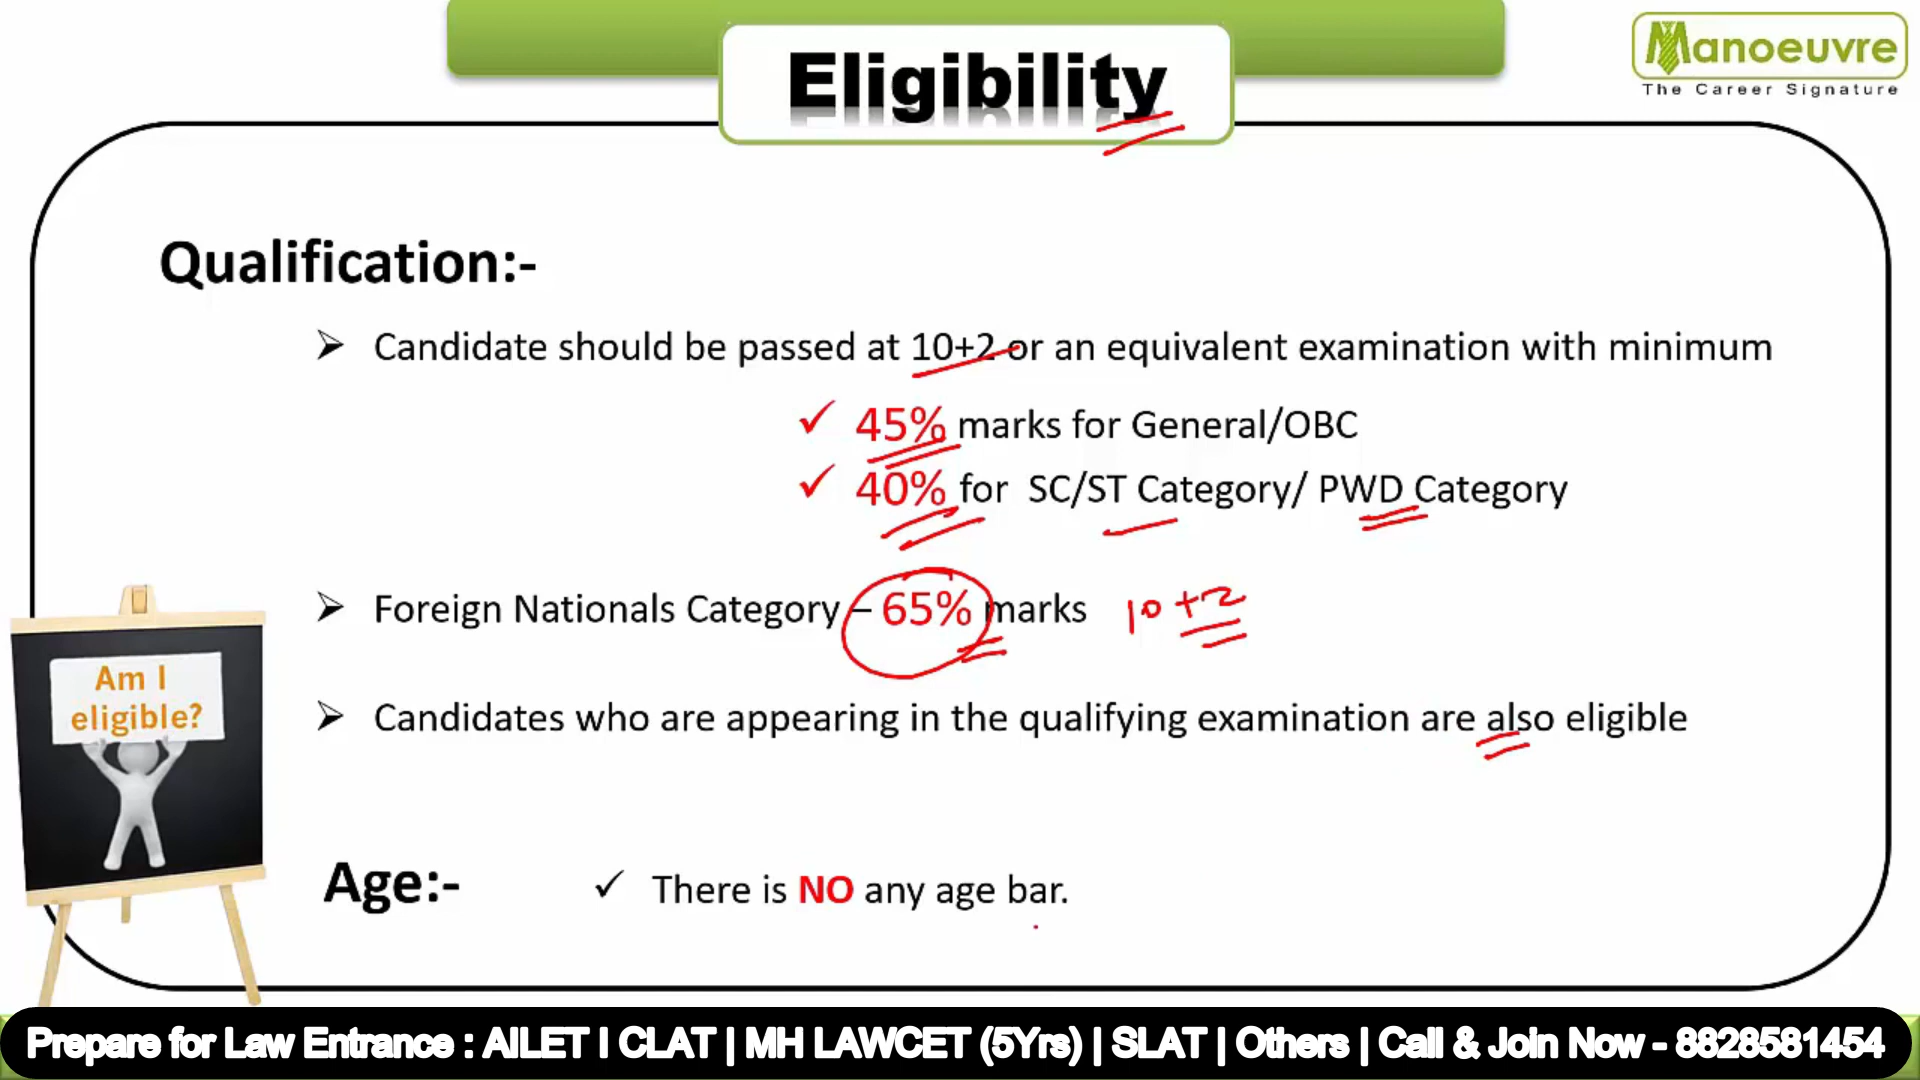 Eligibility
Manoeuvre
The Career Signature
Qualification:-
➢ Candidate should be passed at 10+2 or an equivalent examination with minimum
✓ 45% marks for General/OBC
✓ 40% for SC/ST Category/ PWD Category
➢ Foreign Nationals Category – 65% marks 10+2
➢ Candidates who are appearing in the qualifying examination are also eligible
Am I
eligible?
Age:- ✓ There is NO any age bar.
Prepare for Law Entrance : AILET I CLAT | MH LAWCET (5Yrs) | SLAT | Others | Call & Join Now - 8828581454